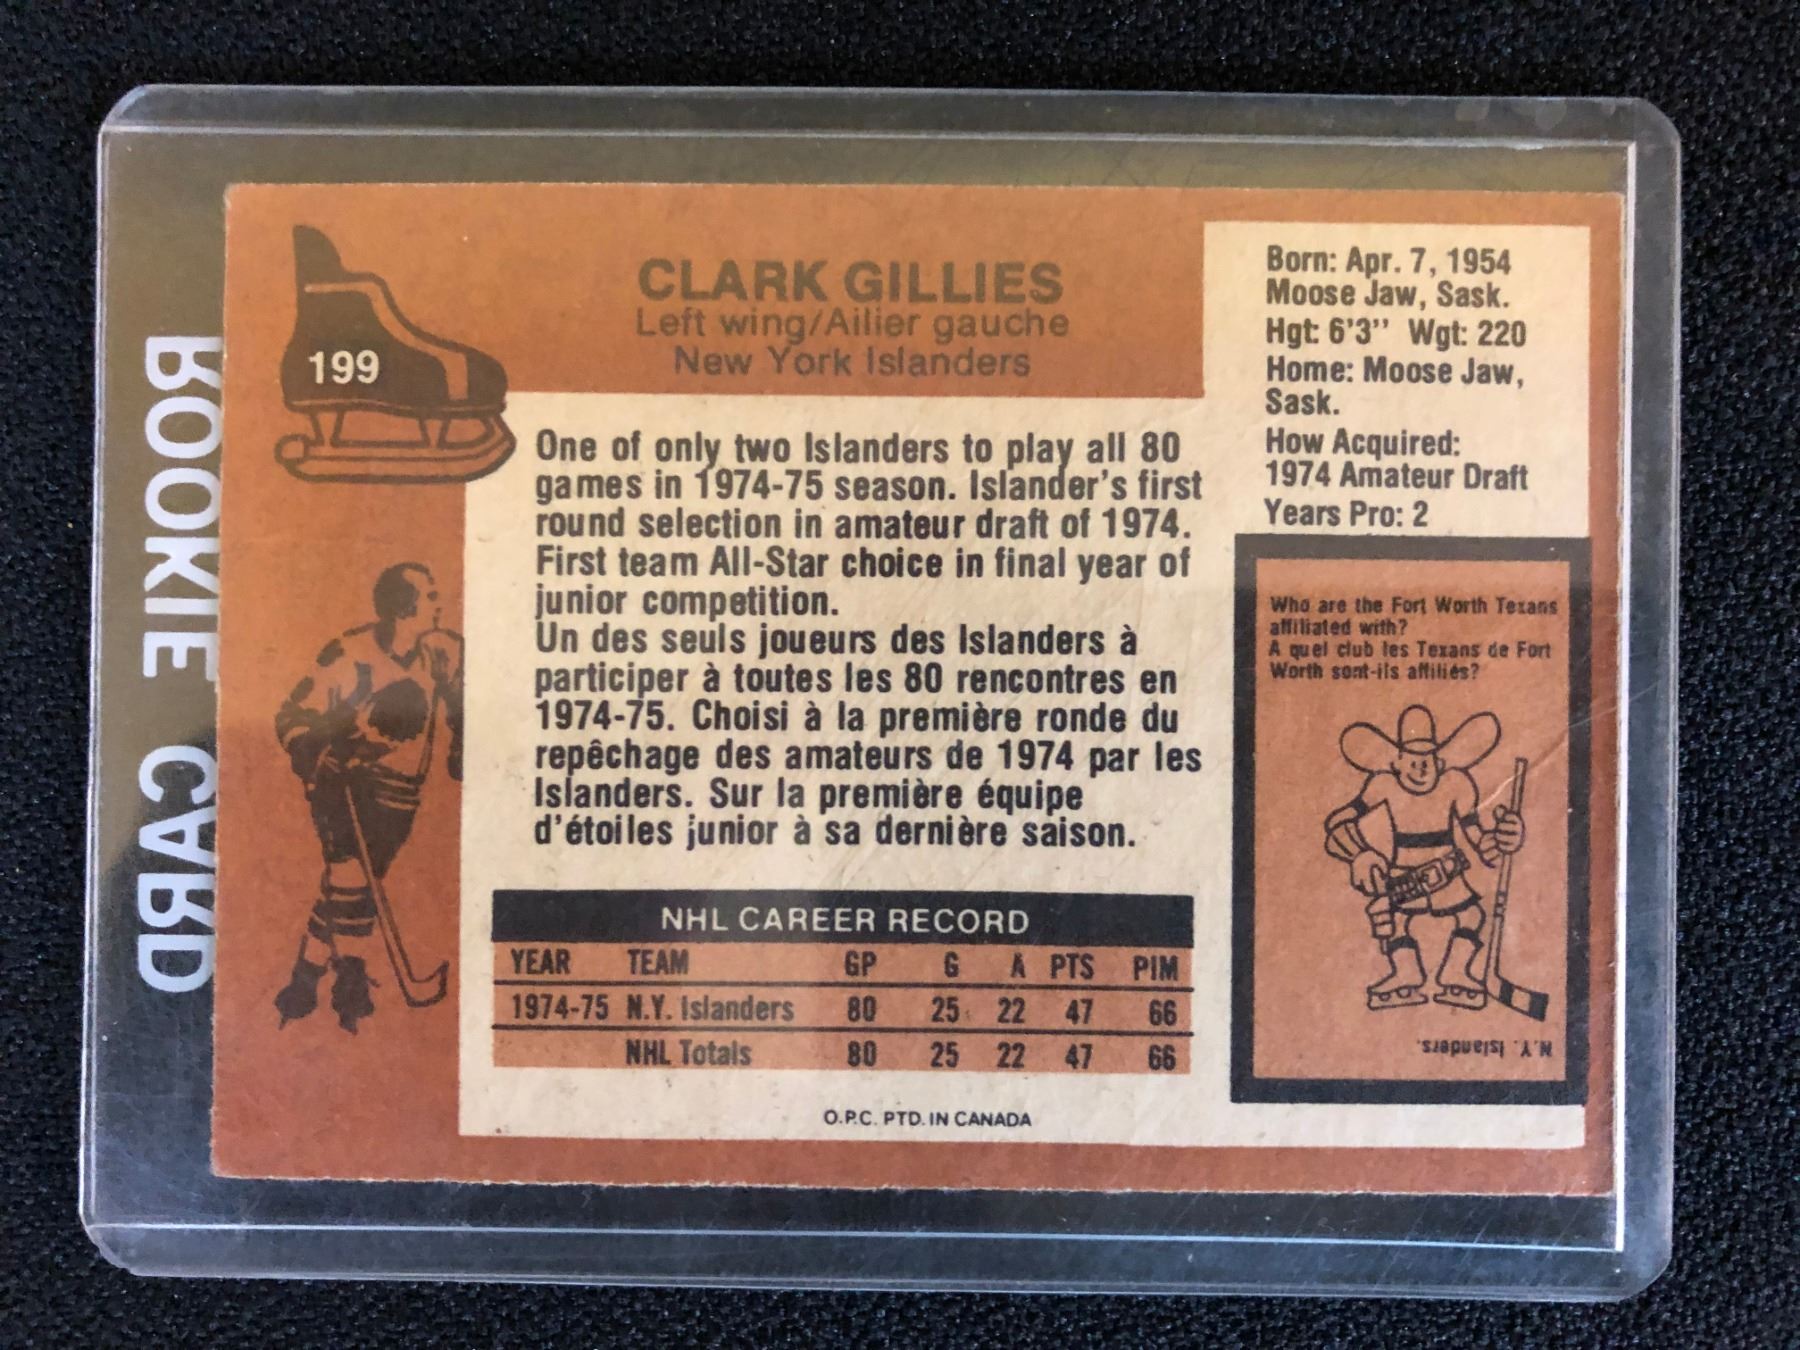 ROOKIE CARD
199
CLARK GILLIES
Left wing/Ailier gauche
New York Islanders
One of only two Islanders to play all 80
games in 1974-75 season. Islander's first
round selection in amateur draft of 1974.
First team All-Star choice in final year of
junior competition.
Un des seuls joueurs des Islanders à
participer à toutes les 80 rencontres en
1974-75. Choisi à la première ronde du
repêchage des amateurs de 1974 par les
Islanders. Sur la première équipe
d'étoiles junior à sa dernière saison.
NHL CAREER RECORD
YEAR TEAM GP G A PTS PIM
1974-75 N.Y. Islanders 80 25 22 47 66
NHL Totals 80 25 22 47 66
O.P.C. PTD. IN CANADA
Born: Apr. 7, 1954
Moose Jaw, Sask.
Hgt: 6'3'' Wgt: 220
Home: Moose Jaw,
Sask.
How Acquired:
1974 Amateur Draft
Years Pro: 2
Who are the Fort Worth Texans
affiliated with?
A quel club les Texans de Fort
Worth sont-ils affiliés?
N.Y. Islanders.